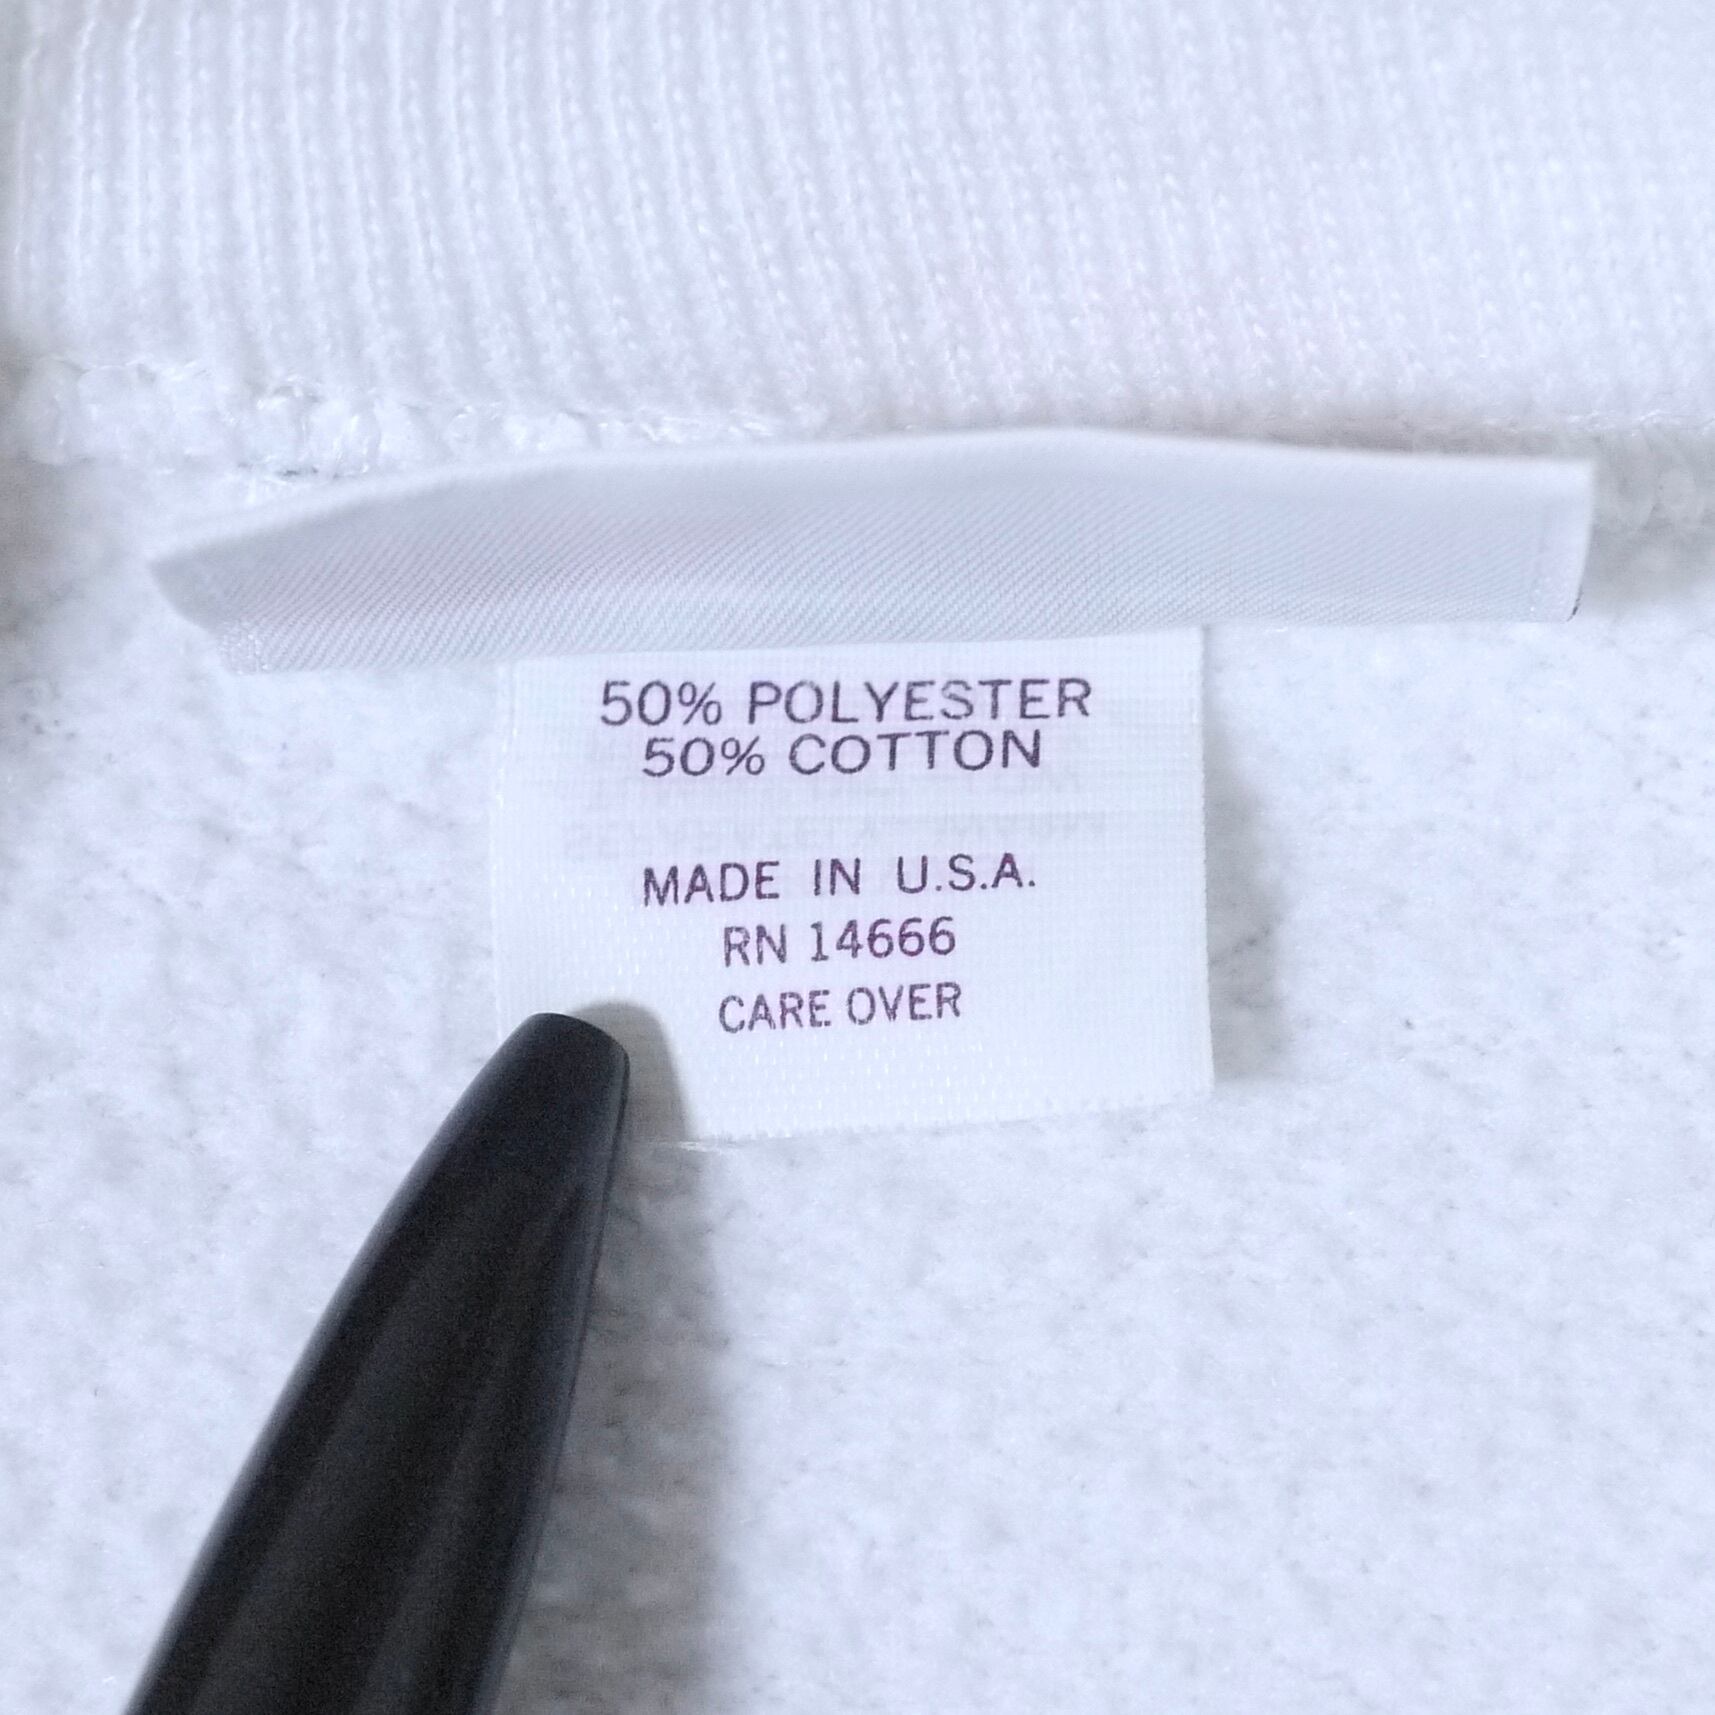 50% POLYESTER
50% COTTON
MADE IN U.S.A.
RN 14666
CARE OVER